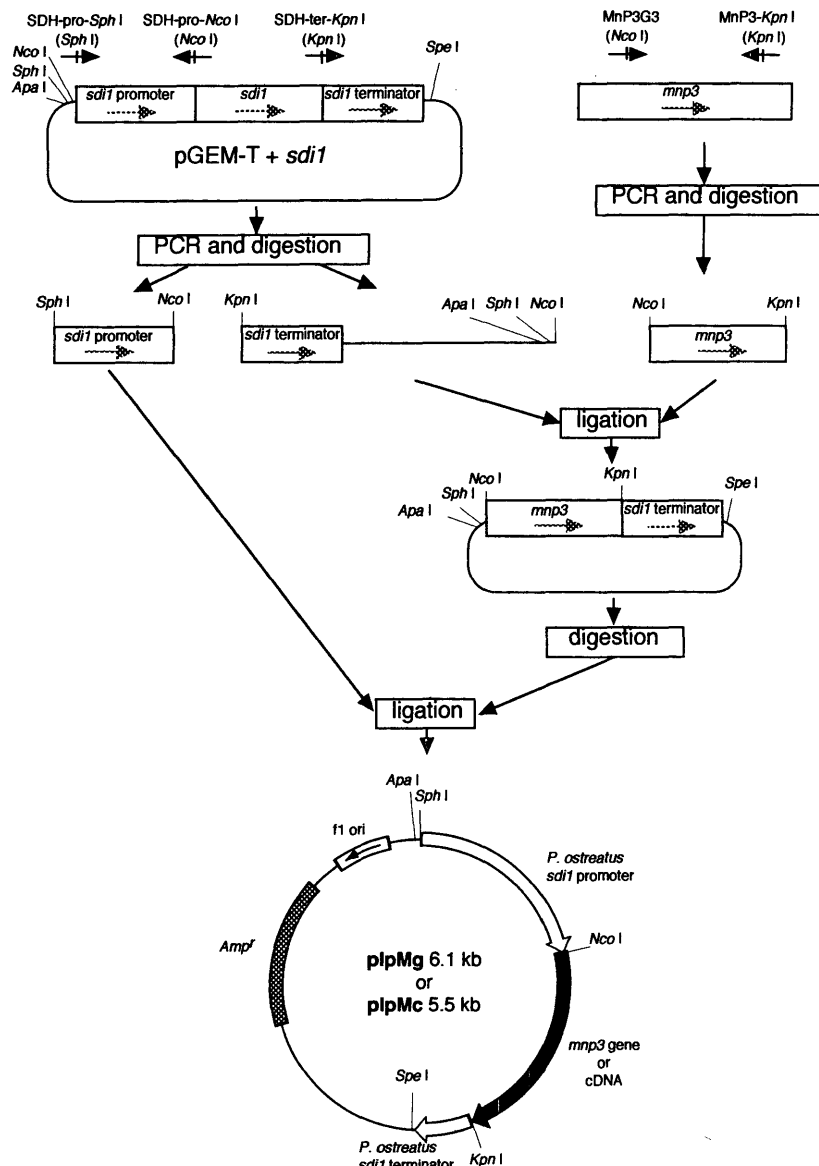 SDH-pro-Sph I
(Sph I)
SDH-pro-Nco I
(Nco I)
SDH-ter-Kpn I
(Kpn I)
MnP3G3
(Nco I)
MnP3-Kpn I
(Kpn I)
Nco I
Sph I
Apa I
Spe I
sdi1 promoter
sdi1
sdi1 terminator
mnp3
pGEM-T + sdi1
PCR and digestion
PCR and digestion
Sph I
Nco I
Kpn I
Apa I
Sph I
Nco I
Nco I
Kpn I
sdi1 promoter
sdi1 terminator
mnp3
ligation
Nco I
Kpn I
Sph I
Apa I
Spe I
mnp3
sdi1 terminator
digestion
ligation
Apa I
Sph I
f1 ori
P. ostreatus
sdi1 promoter
Ampr
Nco I
pIpMg 6.1 kb
or
pIpMc 5.5 kb
mnp3 gene
or
cDNA
Spe I
P. ostreatus
sdi1 terminator
Kpn I